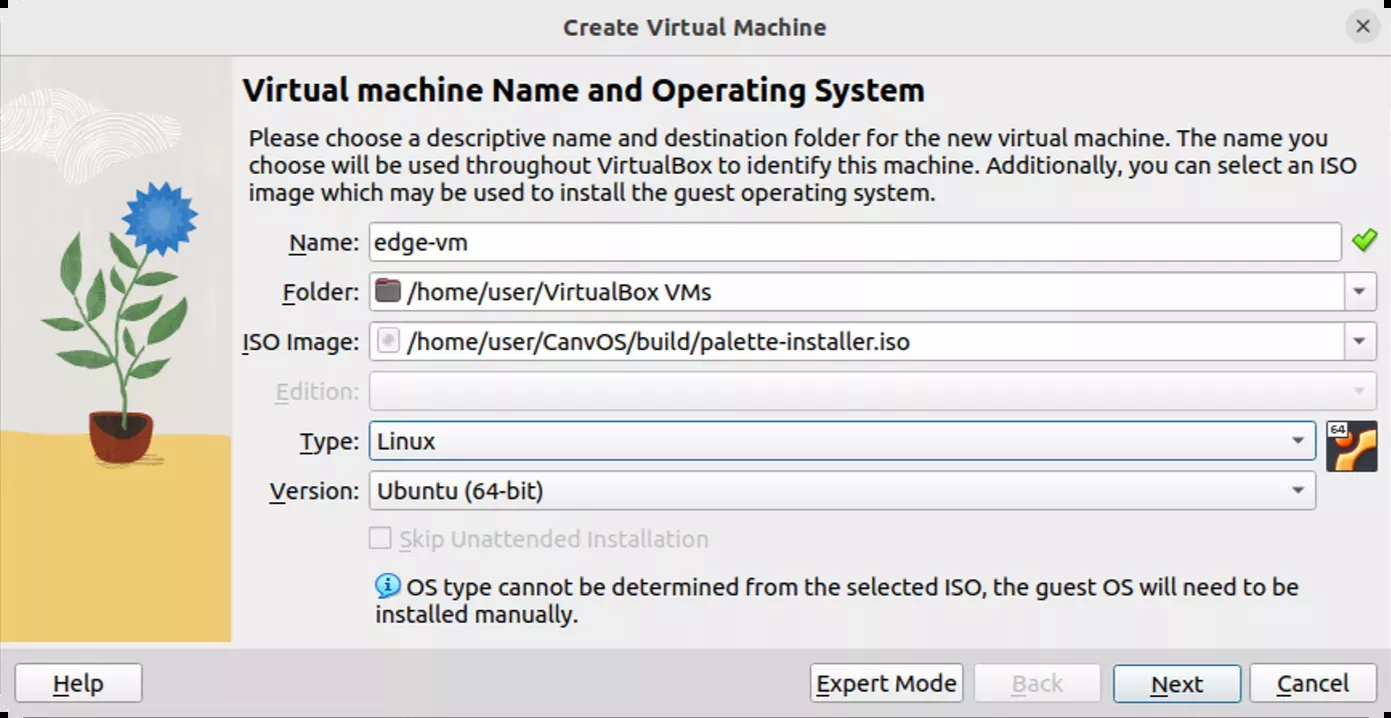 Create Virtual Machine
Virtual machine Name and Operating System
Please choose a descriptive name and destination folder for the new virtual machine. The name you
choose will be used throughout VirtualBox to identify this machine. Additionally, you can select an ISO
image which may be used to install the guest operating system.
Name: edge-vm
Folder: /home/user/VirtualBox VMs
ISO Image: /home/user/CanvOS/build/palette-installer.iso
Edition:
Type: Linux 64
Version: Ubuntu (64-bit)
Skip Unattended Installation
OS type cannot be determined from the selected ISO, the guest OS will need to be
installed manually.
Help Expert Mode Back Next Cancel